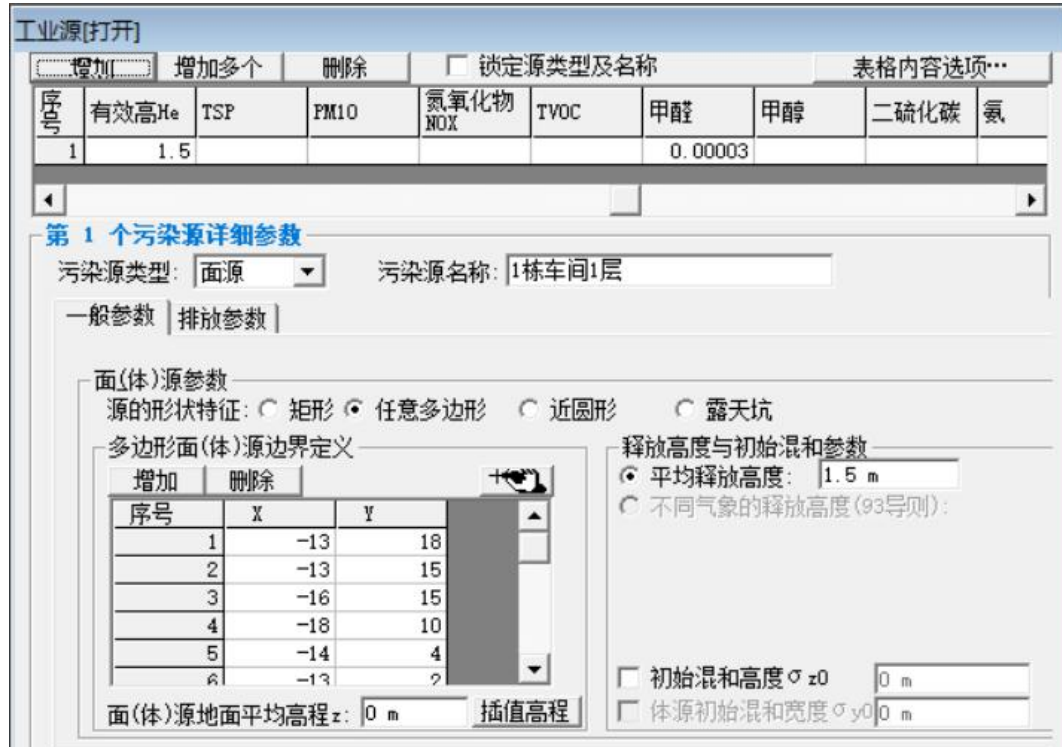 工业源[打开]
增加 增加多个 删除 锁定源类型及名称 表格内容选项…
序号 有效高He TSP PM10 氮氧化物NOX TVOC 甲醛 甲醇 二硫化碳 氨
1 1.5 0.00003
第 1 个污染源详细参数
污染源类型: 面源 污染源名称: 1栋车间1层
一般参数 排放参数
面(体)源参数
源的形状特征: 矩形 任意多边形 近圆形 露天坑
多边形面(体)源边界定义 释放高度与初始混和参数
增加 删除 平均释放高度: 1.5 m
不同气象的释放高度(93导则):
序号 X Y
1 -13 18
2 -13 15
3 -16 15
4 -18 10
5 -14 4
6 -13 2
初始混和高度σz0 0 m
面(体)源地面平均高程z: 0 m 插值高程 体源初始混和宽度σy0 0 m